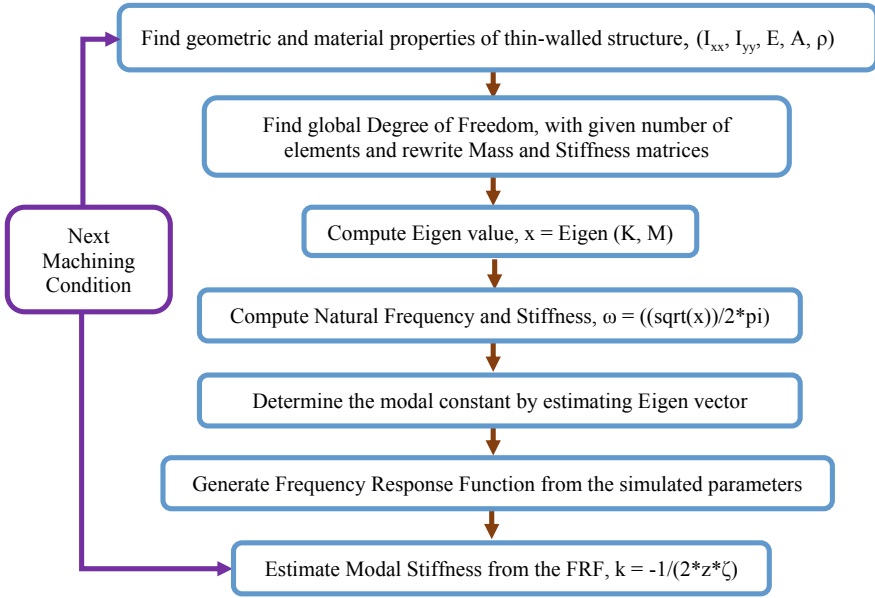 Find geometric and material properties of thin-walled structure, (Ixx, Iyy, E, A, ρ)
Find global Degree of Freedom, with given number of
elements and rewrite Mass and Stiffness matrices
Next
Machining
Condition
Compute Eigen value, x = Eigen (K, M)
Compute Natural Frequency and Stiffness, ω = ((sqrt(x))/2*pi)
Determine the modal constant by estimating Eigen vector
Generate Frequency Response Function from the simulated parameters
Estimate Modal Stiffness from the FRF, k = -1/(2*z*ζ)